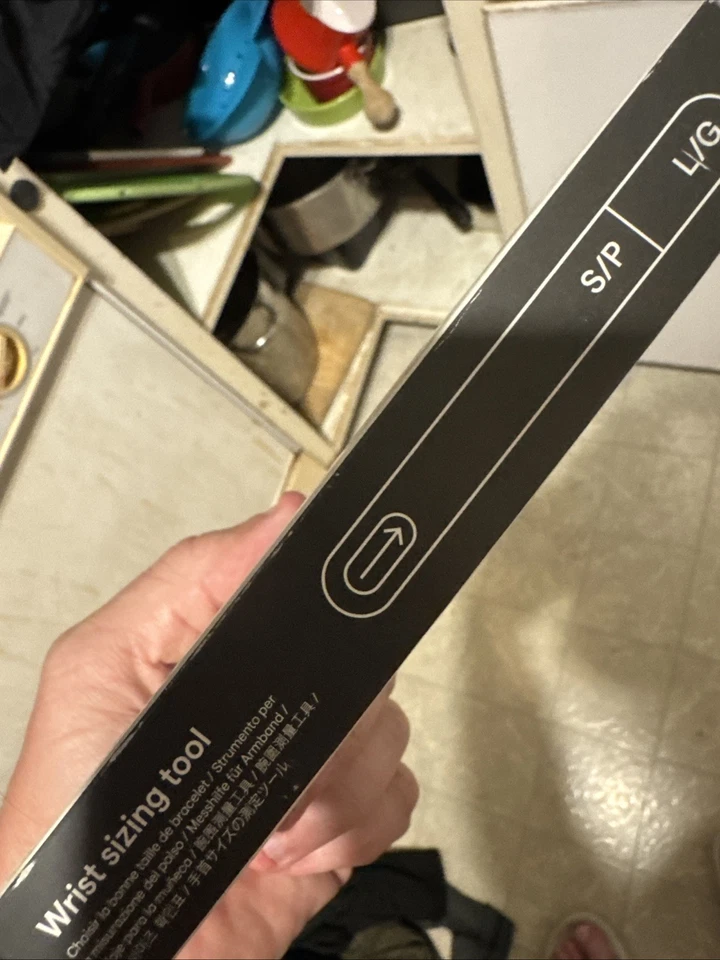 Wrist sizing tool
Choisir la bonne taille de bracelet / Strumento per
misurazione del polso / Messhilfe für Armband /
para la muñeca / 腕圍測量工具 / 腕围测量工具 /
手首サイズの測定ツール
S/P
L/G